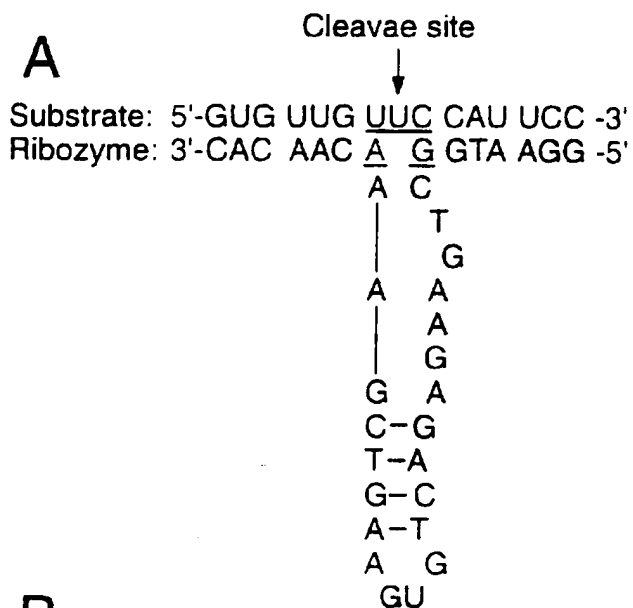 Cleavae site
A
Substrate: 5'-GUG UUG UUC CAU UCC -3'
Ribozyme: 3'-CAC AAC A G GTA AGG -5'
A C
T
G
A A
A
G
A
G
C-G
T-A
G-C
A-T
A G
GU